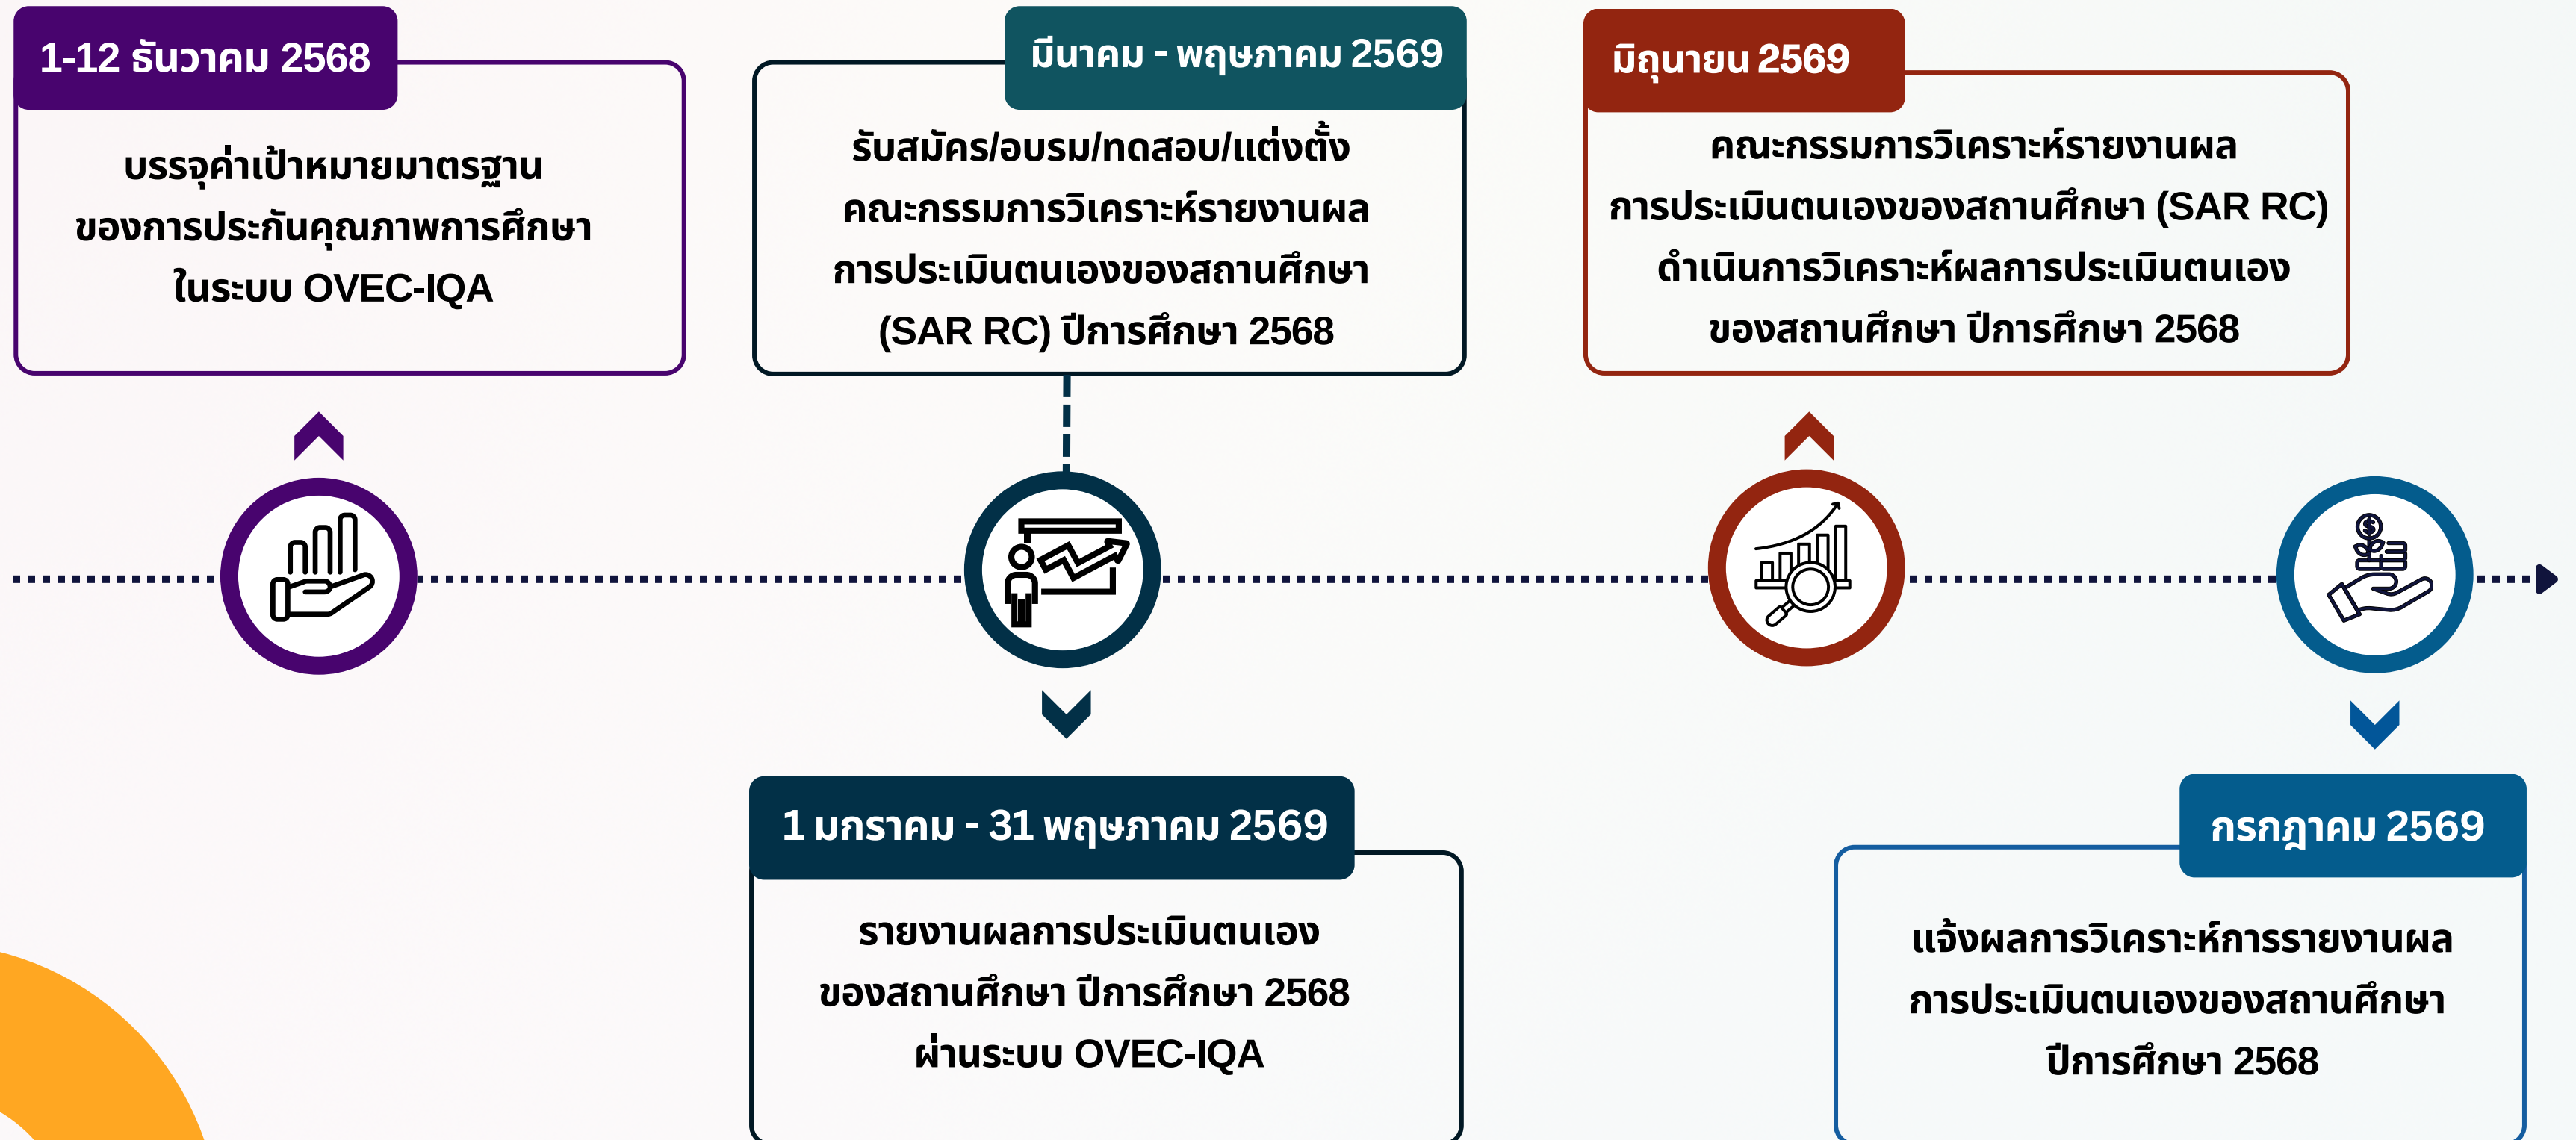 1-12 ธันวาคม 2568
บรรจุค่าเป้าหมายมาตรฐาน
ของการประกันคุณภาพการศึกษา
ในระบบ OVEC-IQA
มีนาคม - พฤษภาคม 2569
รับสมัคร/อบรม/ทดสอบ/แต่งตั้ง
คณะกรรมการวิเคราะห์รายงานผล
การประเมินตนเองของสถานศึกษา
(SAR RC) ปีการศึกษา 2568
มิถุนายน 2569
คณะกรรมการวิเคราะห์รายงานผล
การประเมินตนเองของสถานศึกษา (SAR RC)
ดำเนินการวิเคราะห์ผลการประเมินตนเอง
ของสถานศึกษา ปีการศึกษา 2568
1 มกราคม - 31 พฤษภาคม 2569
รายงานผลการประเมินตนเอง
ของสถานศึกษา ปีการศึกษา 2568
ผ่านระบบ OVEC-IQA
กรกฎาคม 2569
แจ้งผลการวิเคราะห์การรายงานผล
การประเมินตนเองของสถานศึกษา
ปีการศึกษา 2568